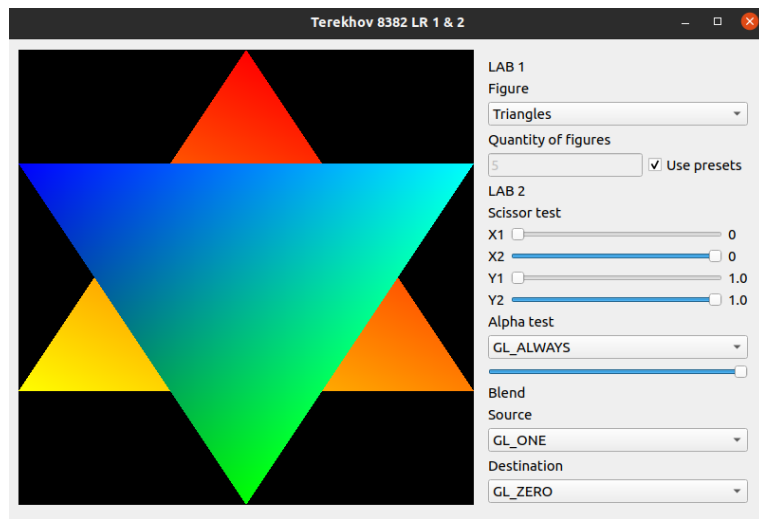 Terekhov 8382 LR 1 & 2
LAB 1
Figure
Triangles
Quantity of figures
5 Use presets
LAB 2
Scissor test
X1 0
X2 0
Y1 1.0
Y2 1.0
Alpha test
GL_ALWAYS
Blend
Source
GL_ONE
Destination
GL_ZERO